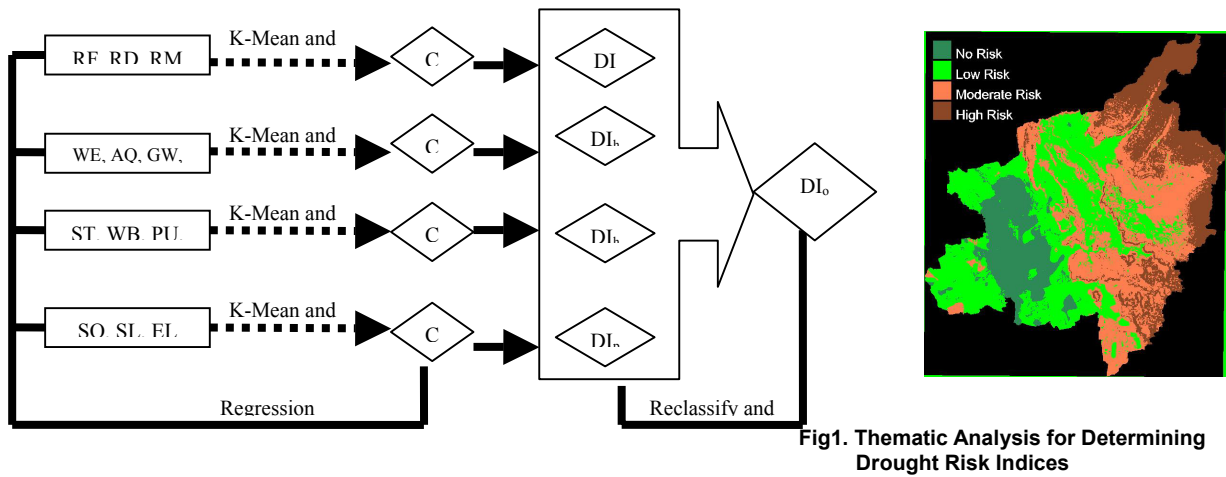 K-Mean and
RF, RD, RM
C
DI
K-Mean and
WE, AQ, GW,
C
DIh
K-Mean and
ST, WB, PU,
C
DIh
K-Mean and
SO, SL, EL
C
DIn
DIo
Regression
Reclassify and
No Risk
Low Risk
Moderate Risk
High Risk
Fig1. Thematic Analysis for Determining
Drought Risk Indices